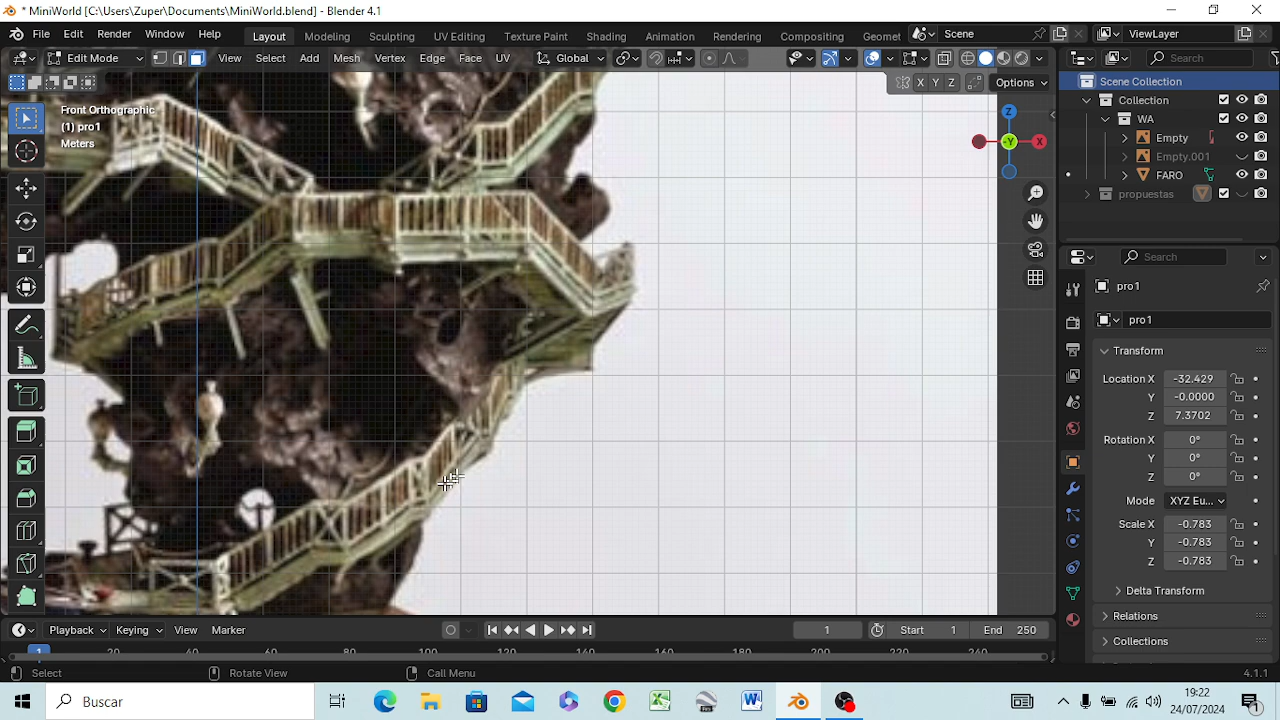 * MiniWorld [C:\Users\Zuper\Documents\MiniWorld.blend] - Blender 4.1
File Edit Render Window Help Layout Modeling Sculpting UV Editing Texture Paint Shading Animation Rendering Compositing Geomet Scene ViewLayer
Edit Mode View Select Add Mesh Vertex Edge Face UV Global Search
X Y Z Options
Front Orthographic
(1) pro1
Meters
Z
-Y X
Scene Collection
Collection
WA
Empty
Empty.001
FARO
propuestas
Search
pro1
pro1
Transform
Location X -32.429
Y -0.0000
Z 7.3702
Rotation X 0°
Y 0°
Z 0°
Mode XYZ Eu...
Scale X -0.783
Y -0.783
Z -0.783
Delta Transform
Relations
Collections
Playback Keying View Marker 1 Start 1 End 250
1 20 40 60 80 100 120 140 160 180 200 220 240
Select Rotate View Call Menu 4.1.1
Buscar
19:22
24/07/2024
1